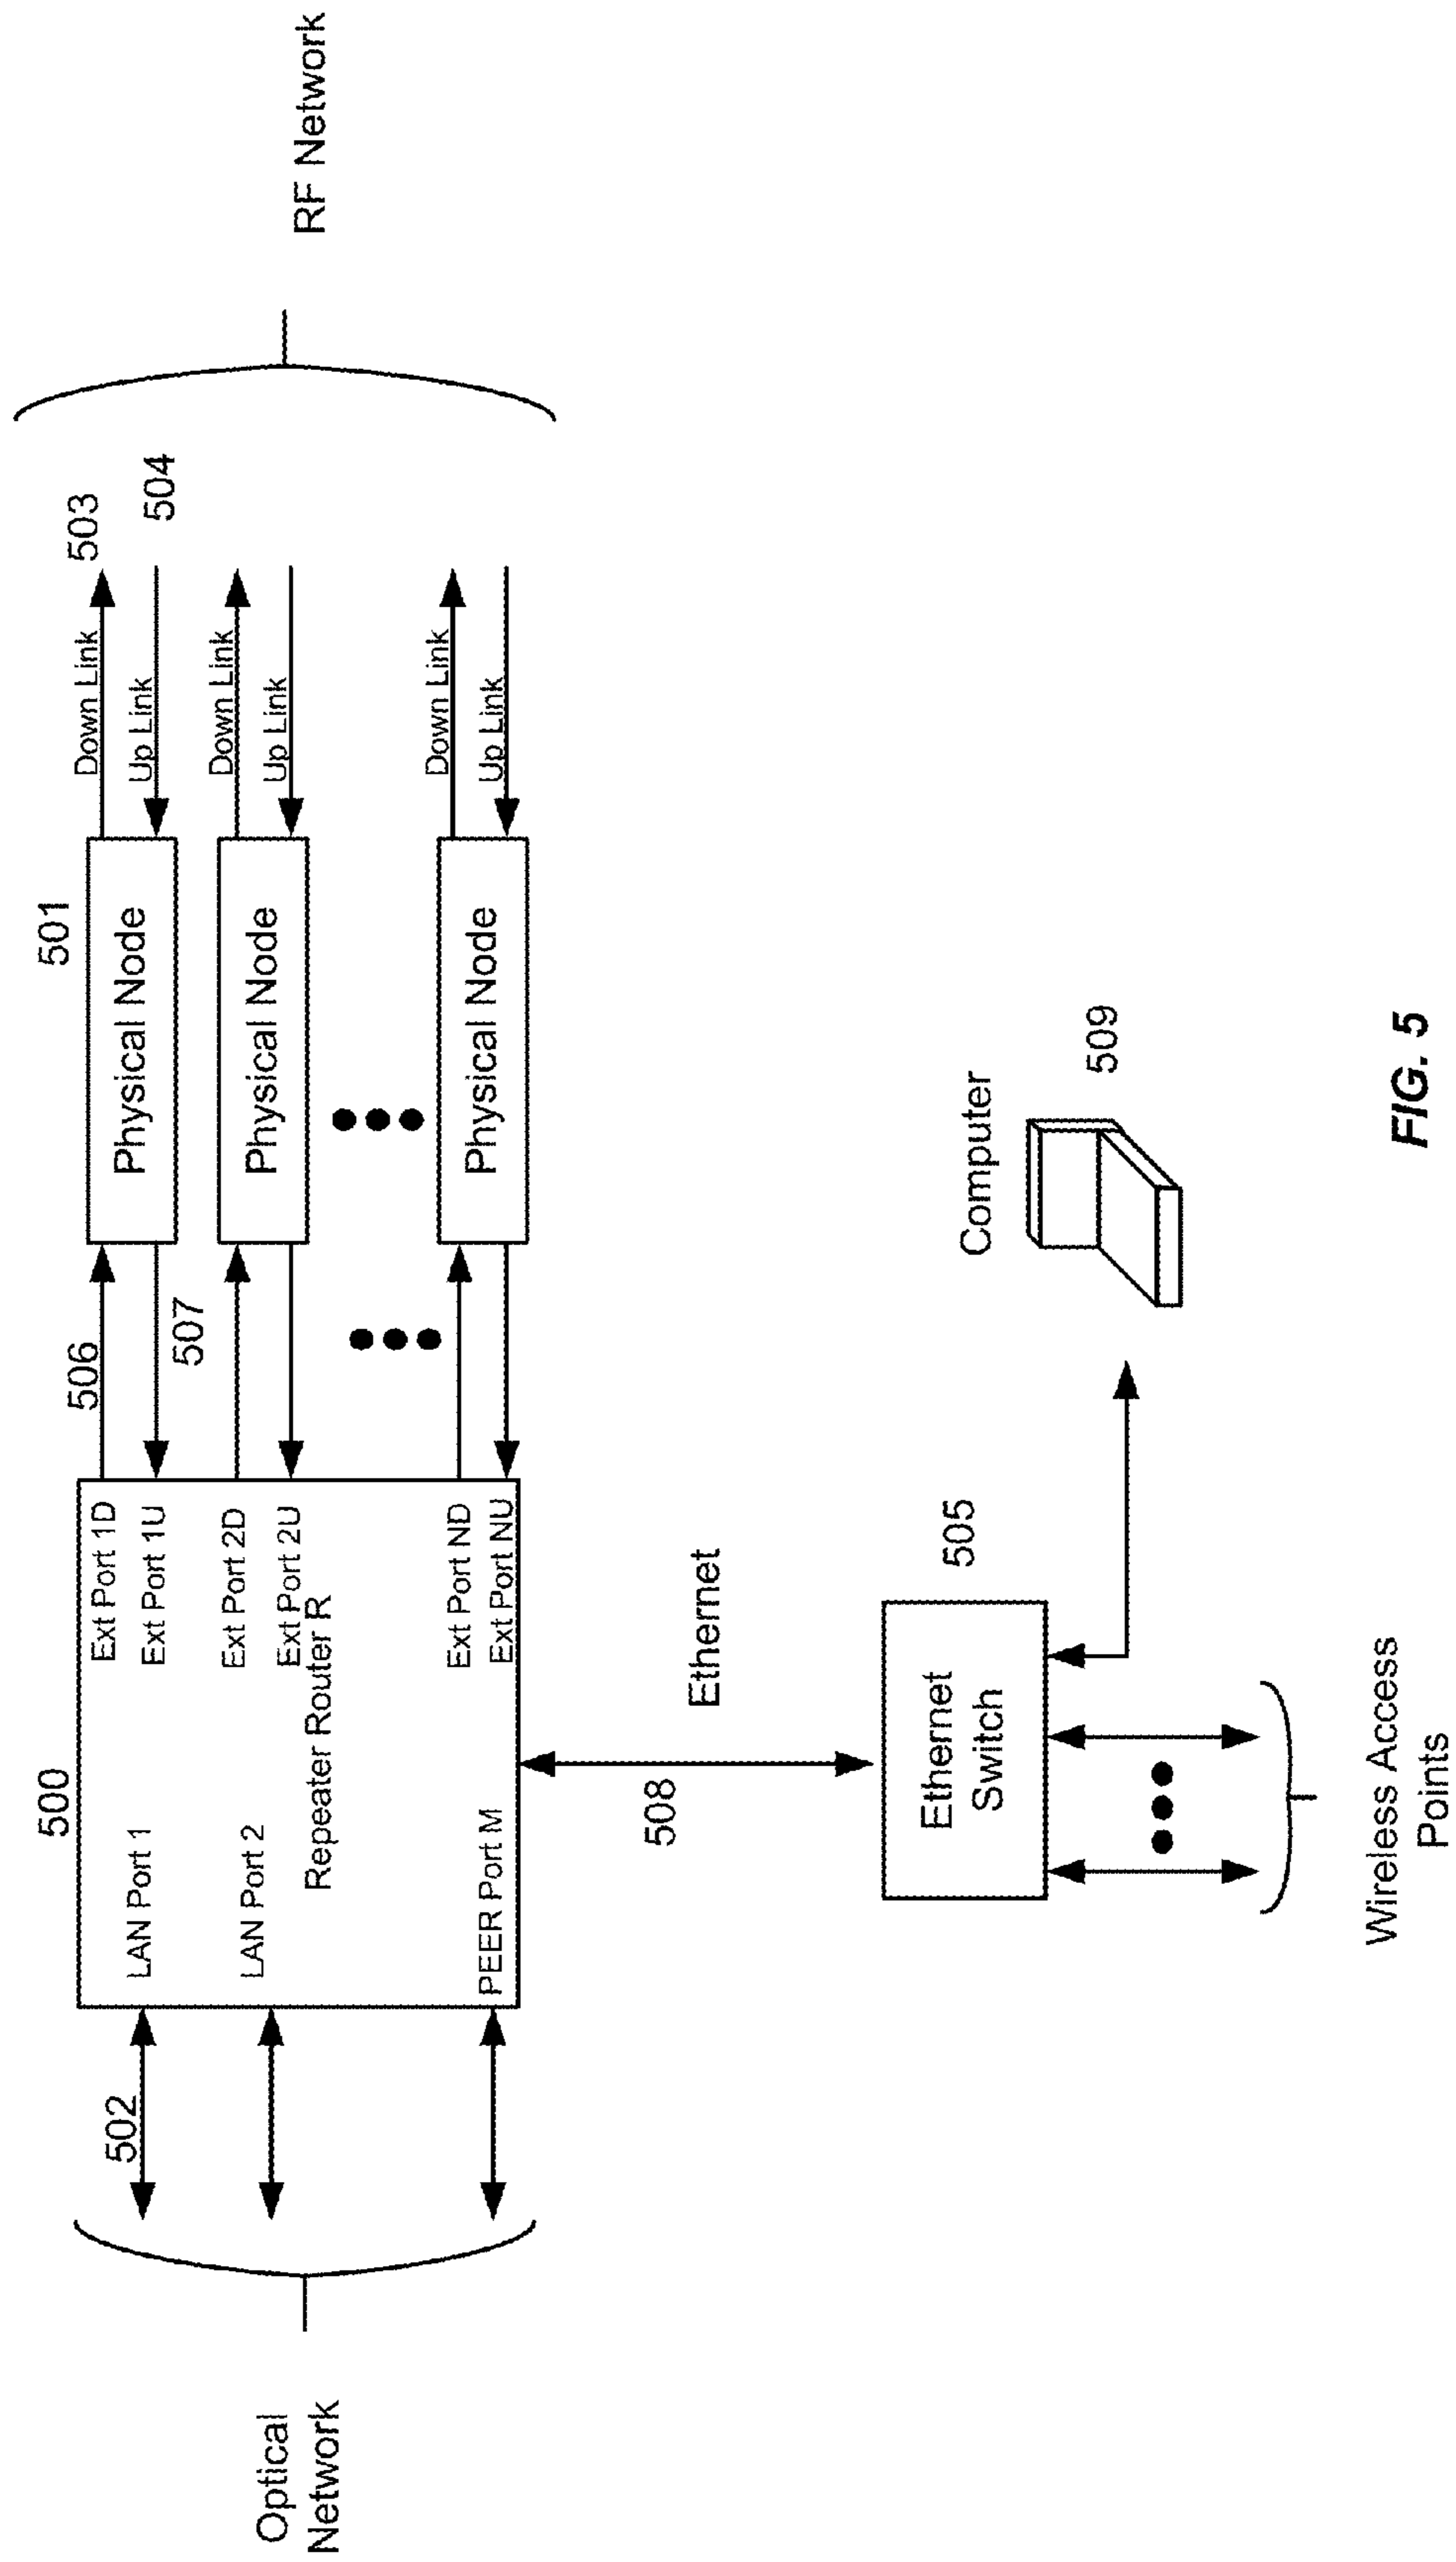 500
501
503
504
506
507
502
Down Link
Up Link
Down Link
Up Link
Down Link
Up Link
RF Network
Physical Node
Physical Node
Physical Node
LAN Port 1
LAN Port 2
PEER Port M
Repeater Router R
Ext Port 1D
Ext Port 1U
Ext Port 2D
Ext Port 2U
Ext Port ND
Ext Port NU
Optical
Network
508
Ethernet
505
Ethernet
Switch
Computer
509
Wireless Access
Points
FIG. 5